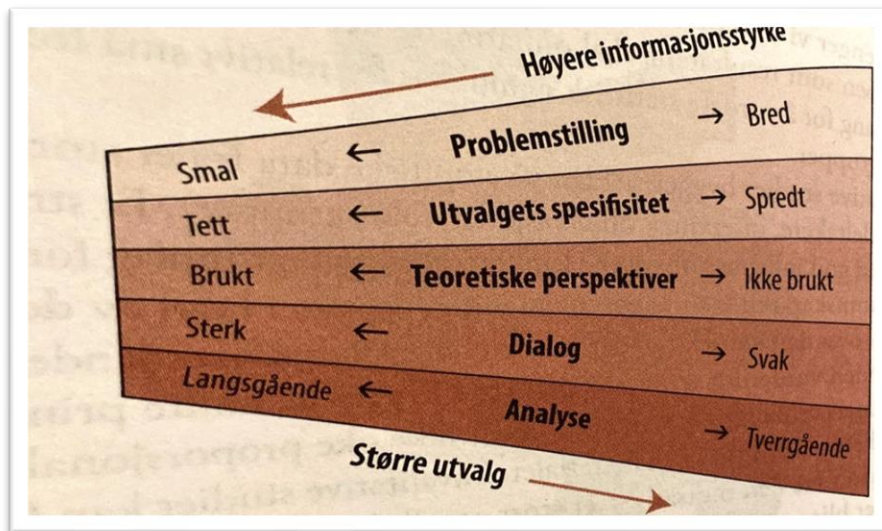 Høyere informasjonsstyrke
Smal ← Problemstilling → Bred
Tett ← Utvalgets spesifisitet → Spredt
Brukt ← Teoretiske perspektiver → Ikke brukt
Sterk ← Dialog → Svak
Langsgående ← Analyse → Tverrgående
Større utvalg